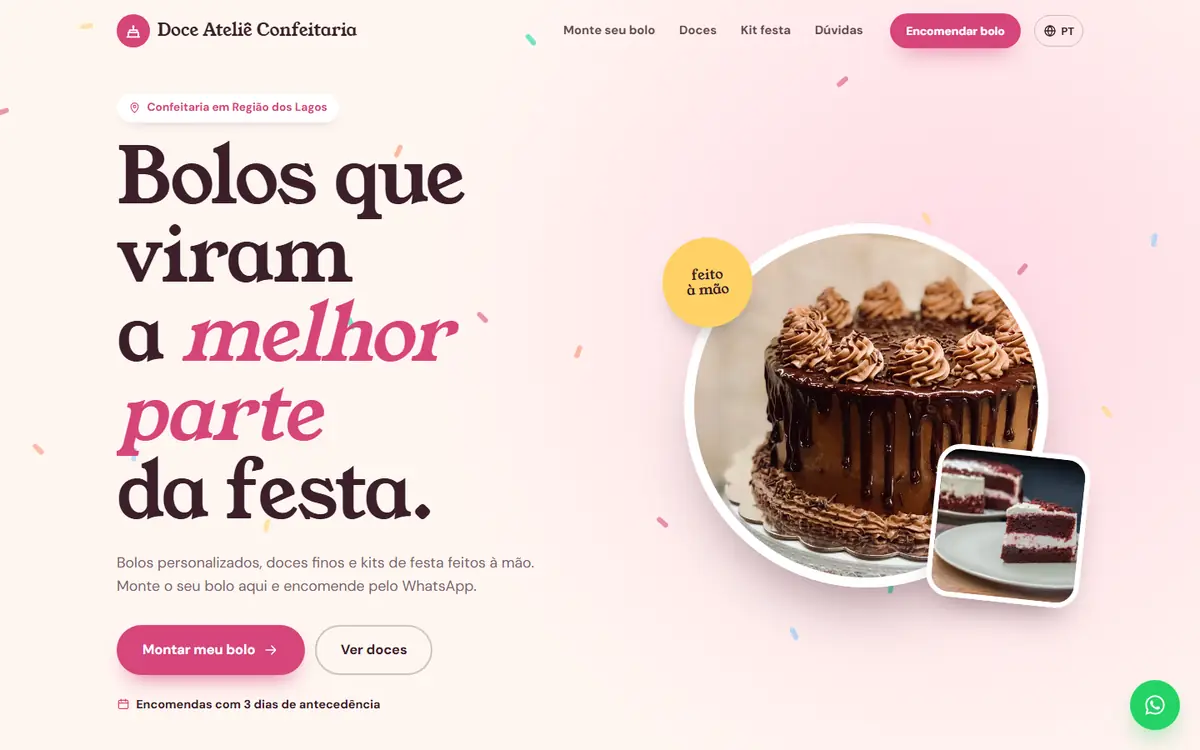 Doce Ateliê Confeitaria
Monte seu bolo
Doces
Kit festa
Dúvidas
Encomendar bolo
PT
Confeitaria em Região dos Lagos
Bolos que
viram
a melhor
parte
da festa.
feito
à mão
Bolos personalizados, doces finos e kits de festa feitos à mão.
Monte o seu bolo aqui e encomende pelo WhatsApp.
Montar meu bolo
Ver doces
Encomendas com 3 dias de antecedência